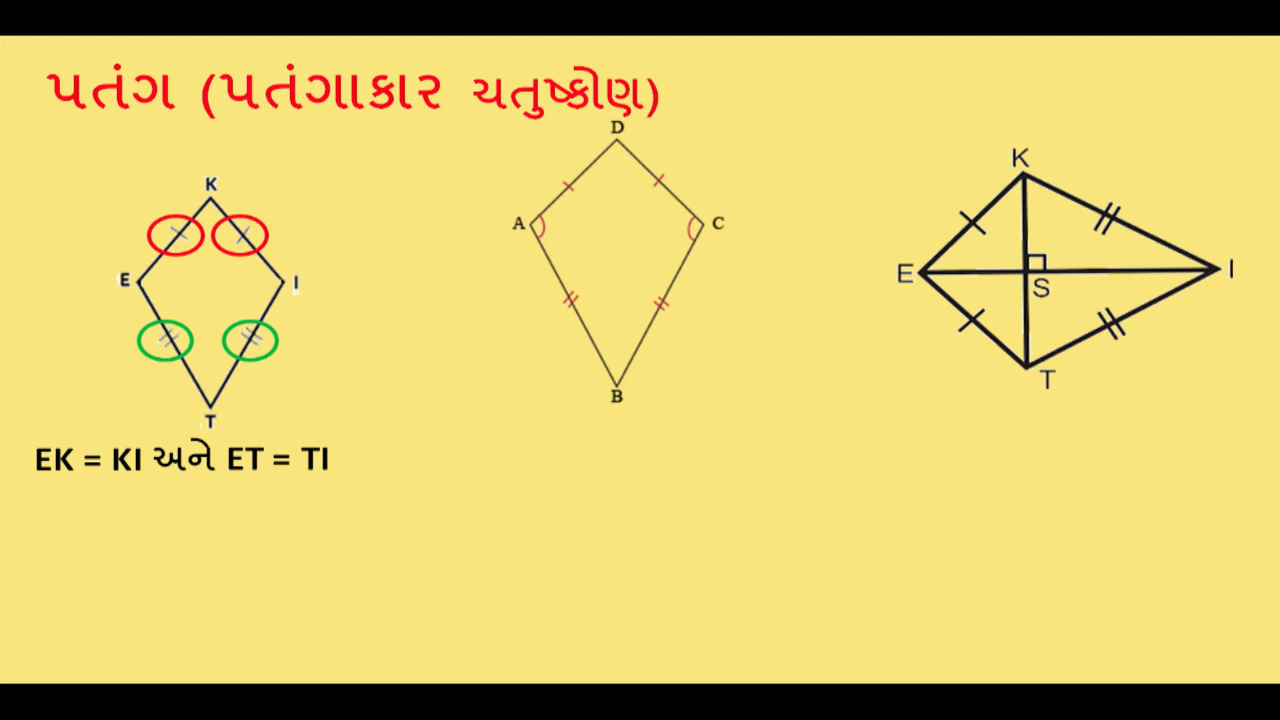 પતંગ (પતંગાકાર ચતુષ્કોણ)
K
E
I
T
EK = KI અને ET = TI
D
A
C
B
K
E
I
S
T